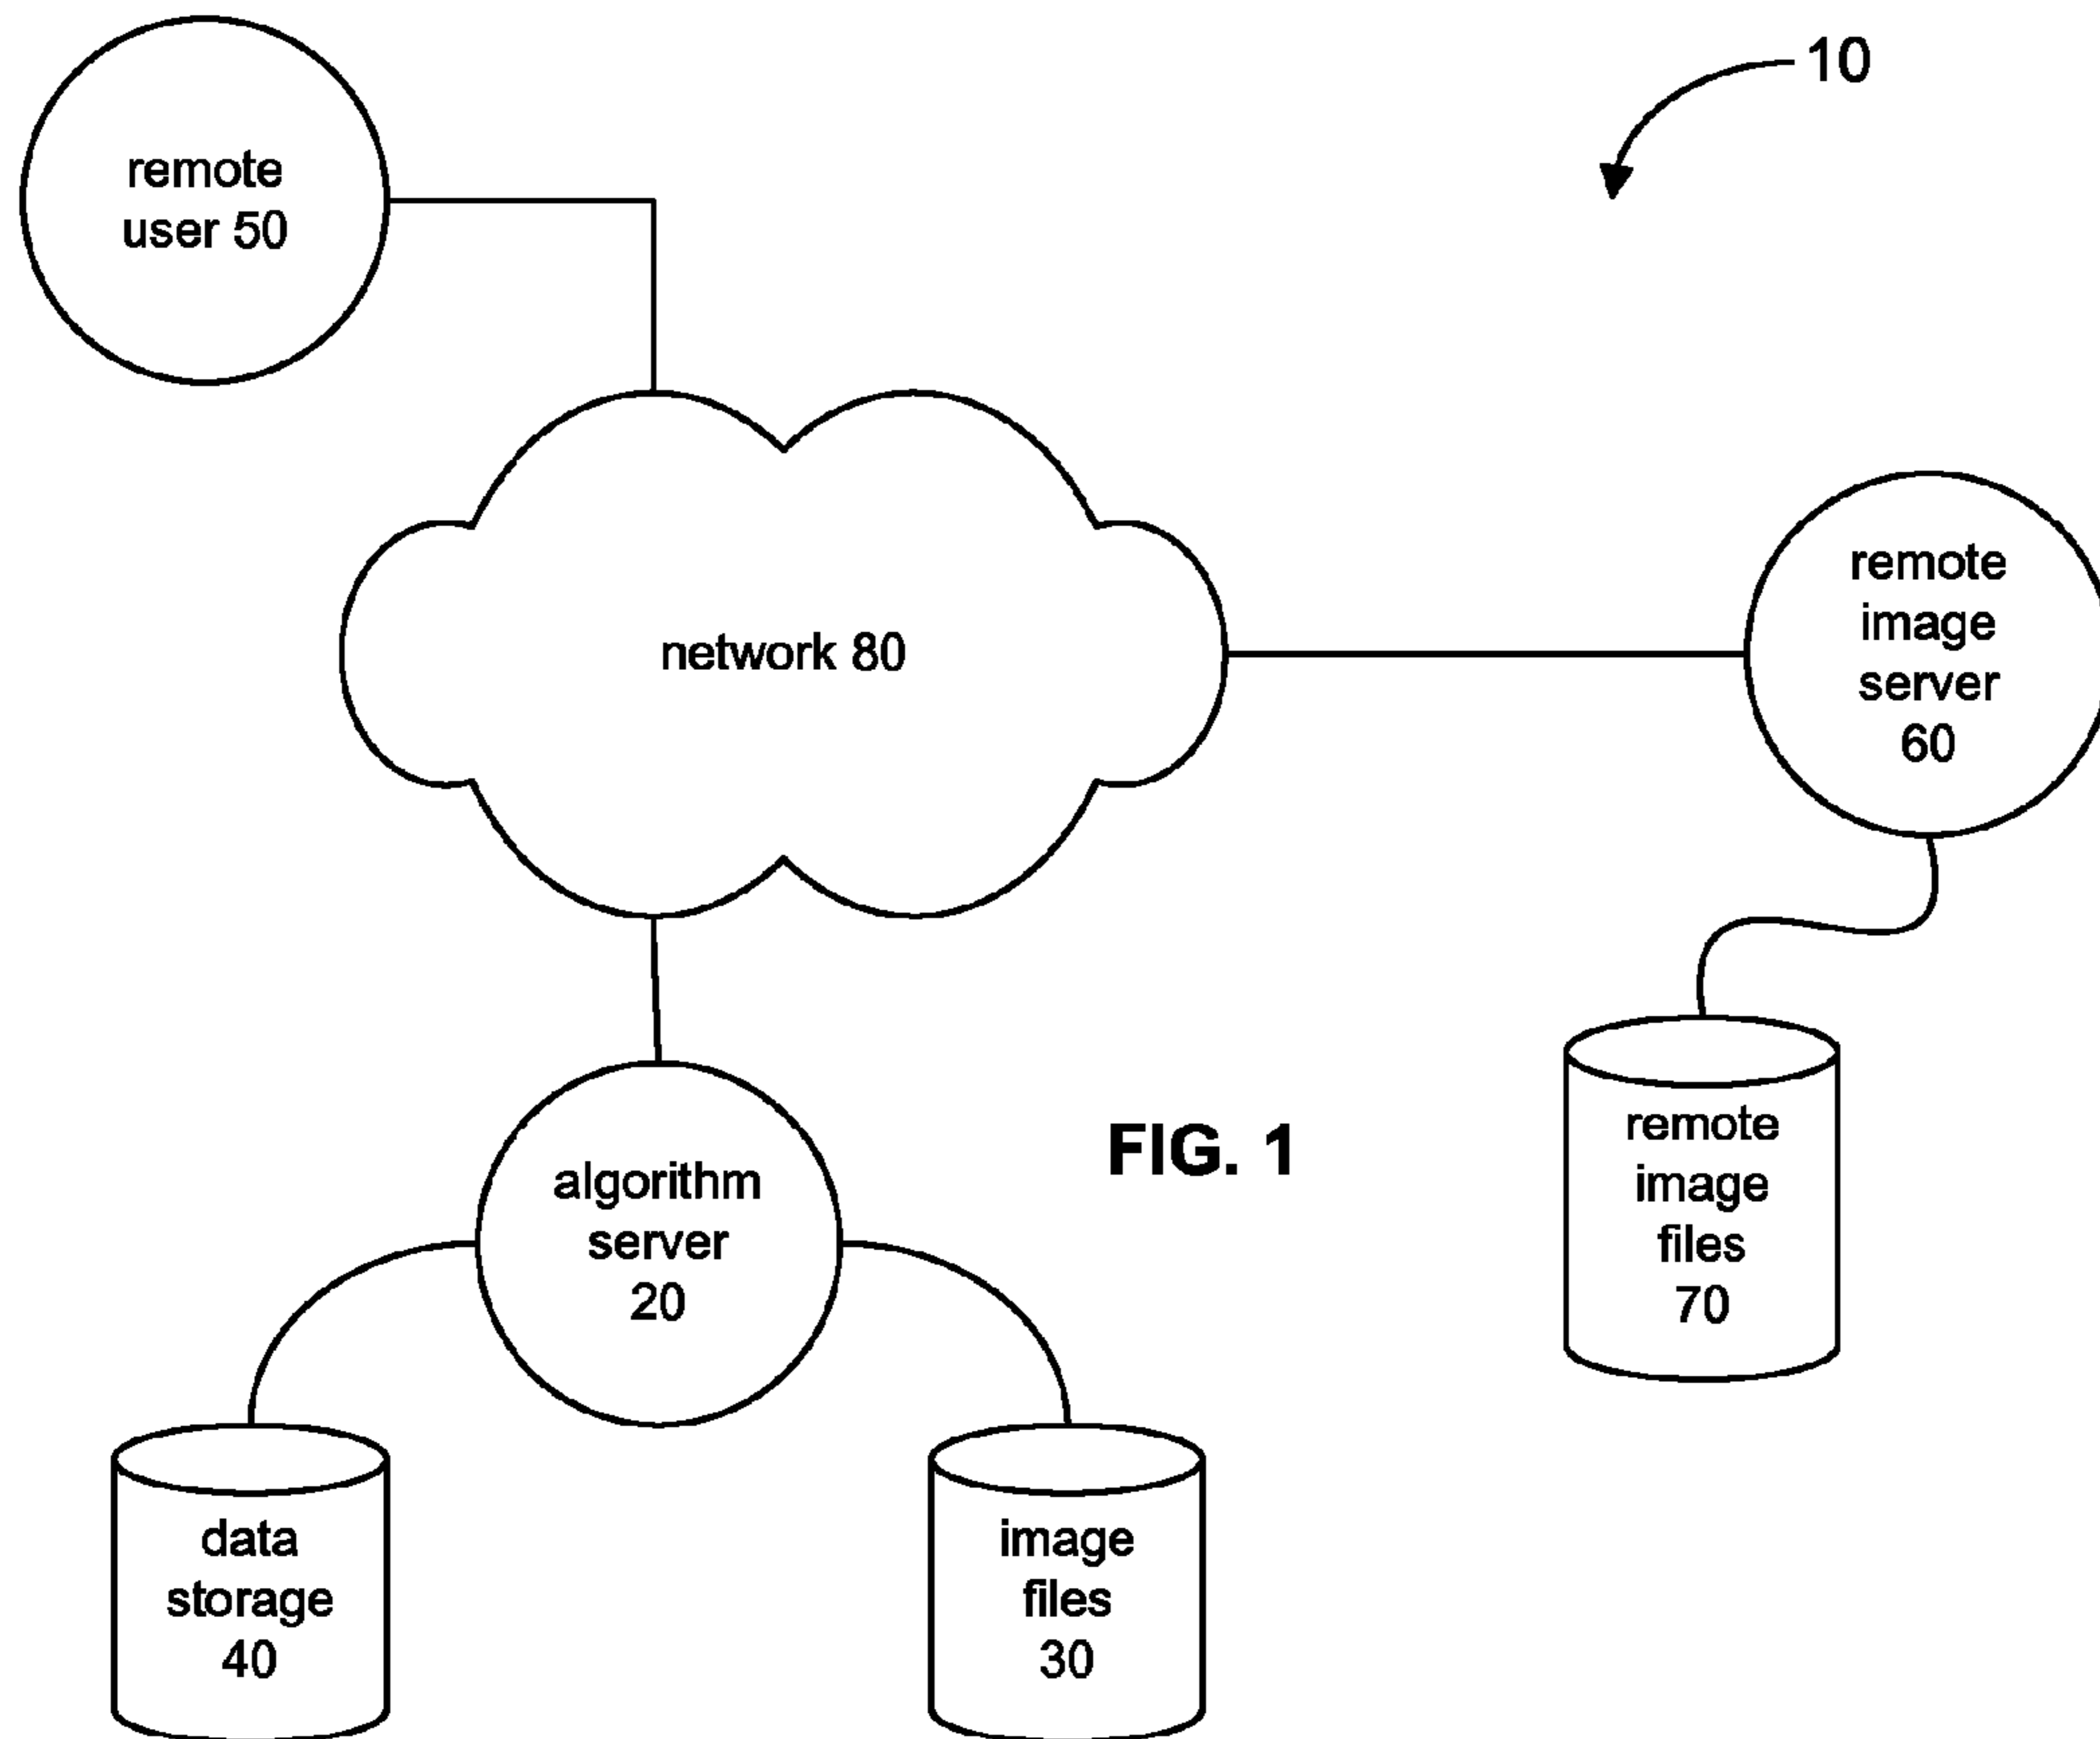 10
remote
user 50
network 80
remote
image
server
60
algorithm
server
20
FIG. 1
remote
image
files
70
data
storage
40
image
files
30